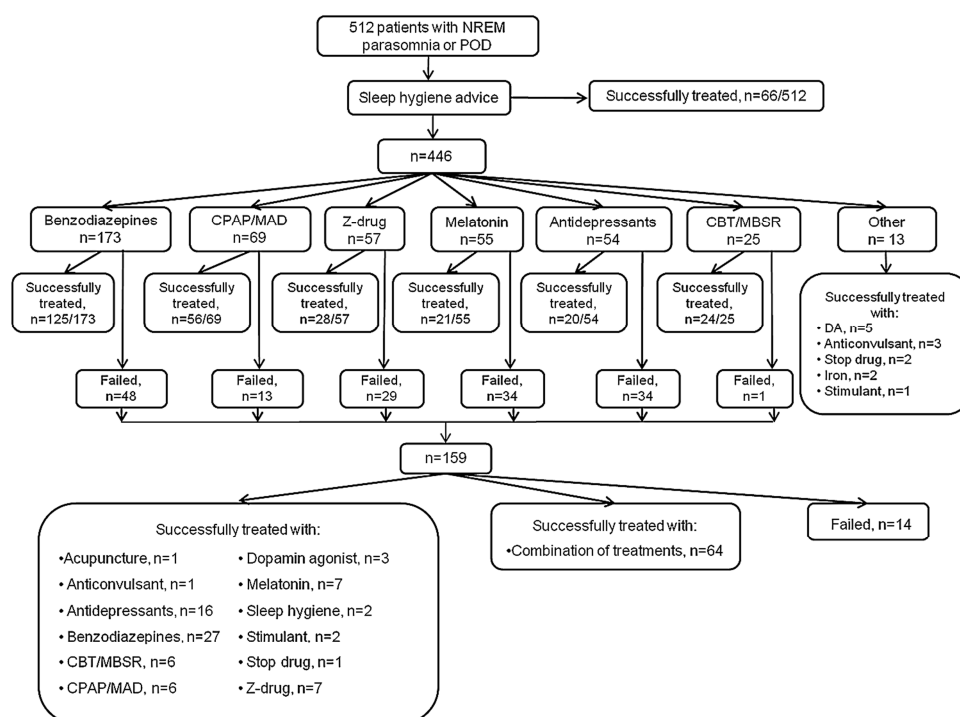 512 patients with NREM
parasomnia or POD
Sleep hygiene advice
Successfully treated, n=66/512
n=446
Benzodiazepines
n=173
CPAP/MAD
n=69
Z-drug
n=57
Melatonin
n=55
Antidepressants
n=54
CBT/MBSR
n=25
Other
n= 13
Successfully
treated,
n=125/173
Successfully
treated,
n=56/69
Successfully
treated,
n=28/57
Successfully
treated,
n=21/55
Successfully
treated,
n=20/54
Successfully
treated,
n=24/25
Successfully treated
with:
• DA, n=5
• Anticonvulsant, n=3
• Stop drug, n=2
• Iron, n=2
• Stimulant, n=1
Failed,
n=48
Failed,
n=13
Failed,
n=29
Failed,
n=34
Failed,
n=34
Failed,
n=1
n=159
Successfully treated with:
•Acupuncture, n=1
• Anticonvulsant, n=1
• Antidepressants, n=16
• Benzodiazepines, n=27
• CBT/MBSR, n=6
• CPAP/MAD, n=6
• Dopamin agonist, n=3
• Melatonin, n=7
• Sleep hygiene, n=2
• Stimulant, n=2
• Stop drug, n=1
• Z-drug, n=7
Successfully treated with:
•Combination of treatments, n=64
Failed, n=14